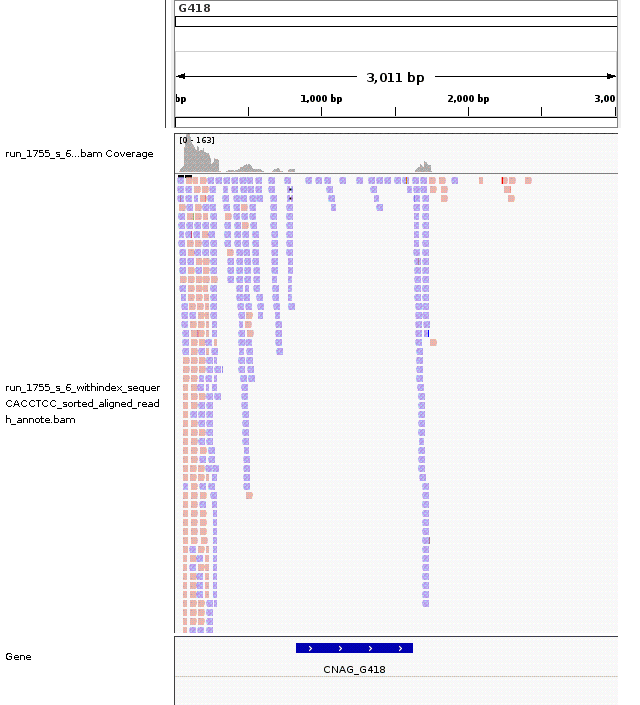 G418
3,011 bp
bp 1,000 bp 2,000 bp 3,00
[0 - 163]
run_1755_s_6...bam Coverage
run_1755_s_6_withindex_sequer
CACCTCC_sorted_aligned_read
h_annote.bam
Gene
CNAG_G418